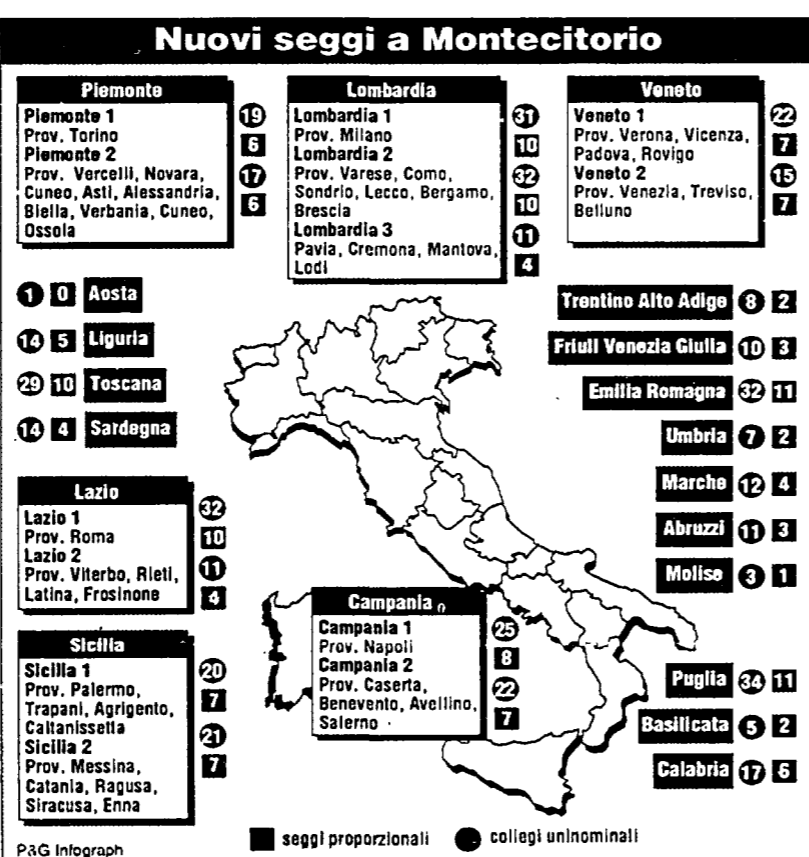 Nuovi seggi a Montecitorio
Piemonte
Piemonte 1
Prov. Torino
Piemonte 2
Prov. Vercelli, Novara,
Cuneo, Asti, Alessandria,
Biella, Verbania, Cuneo,
Ossola
19
6
17
6
Lombardia
Lombardia 1
Prov. Milano
Lombardia 2
Prov. Varese, Como,
Sondrio, Lecco, Bergamo,
Brescia
Lombardia 3
Pavia, Cremona, Mantova,
Lodi
31
10
32
10
11
4
Veneto
Veneto 1
Prov. Verona, Vicenza,
Padova, Rovigo
Veneto 2
Prov. Venezia, Treviso,
Belluno
22
7
15
7
1 0 Aosta
14 5 Liguria
29 10 Toscana
14 4 Sardegna
Trentino Alto Adige 8 2
Friuli Venezia Giulia 10 3
Emilia Romagna 32 11
Umbria 7 2
Marche 12 4
Abruzzi 11 3
Molise 3 1
Lazio
Lazio 1
Prov. Roma
Lazio 2
Prov. Viterbo, Rieti,
Latina, Frosinone
32
10
11
4
Campania
Campania 1
Prov. Napoli
Campania 2
Prov. Caserta,
Benevento, Avellino,
Salerno
25
8
22
7
Sicilia
Sicilia 1
Prov. Palermo,
Trapani, Agrigento,
Caltanissetta
Sicilia 2
Prov. Messina,
Catania, Ragusa,
Siracusa, Enna
20
7
21
7
Puglia 34 11
Basilicata 5 2
Calabria 17 6
seggi proporzionali
collegi uninominali
P&G Infograph